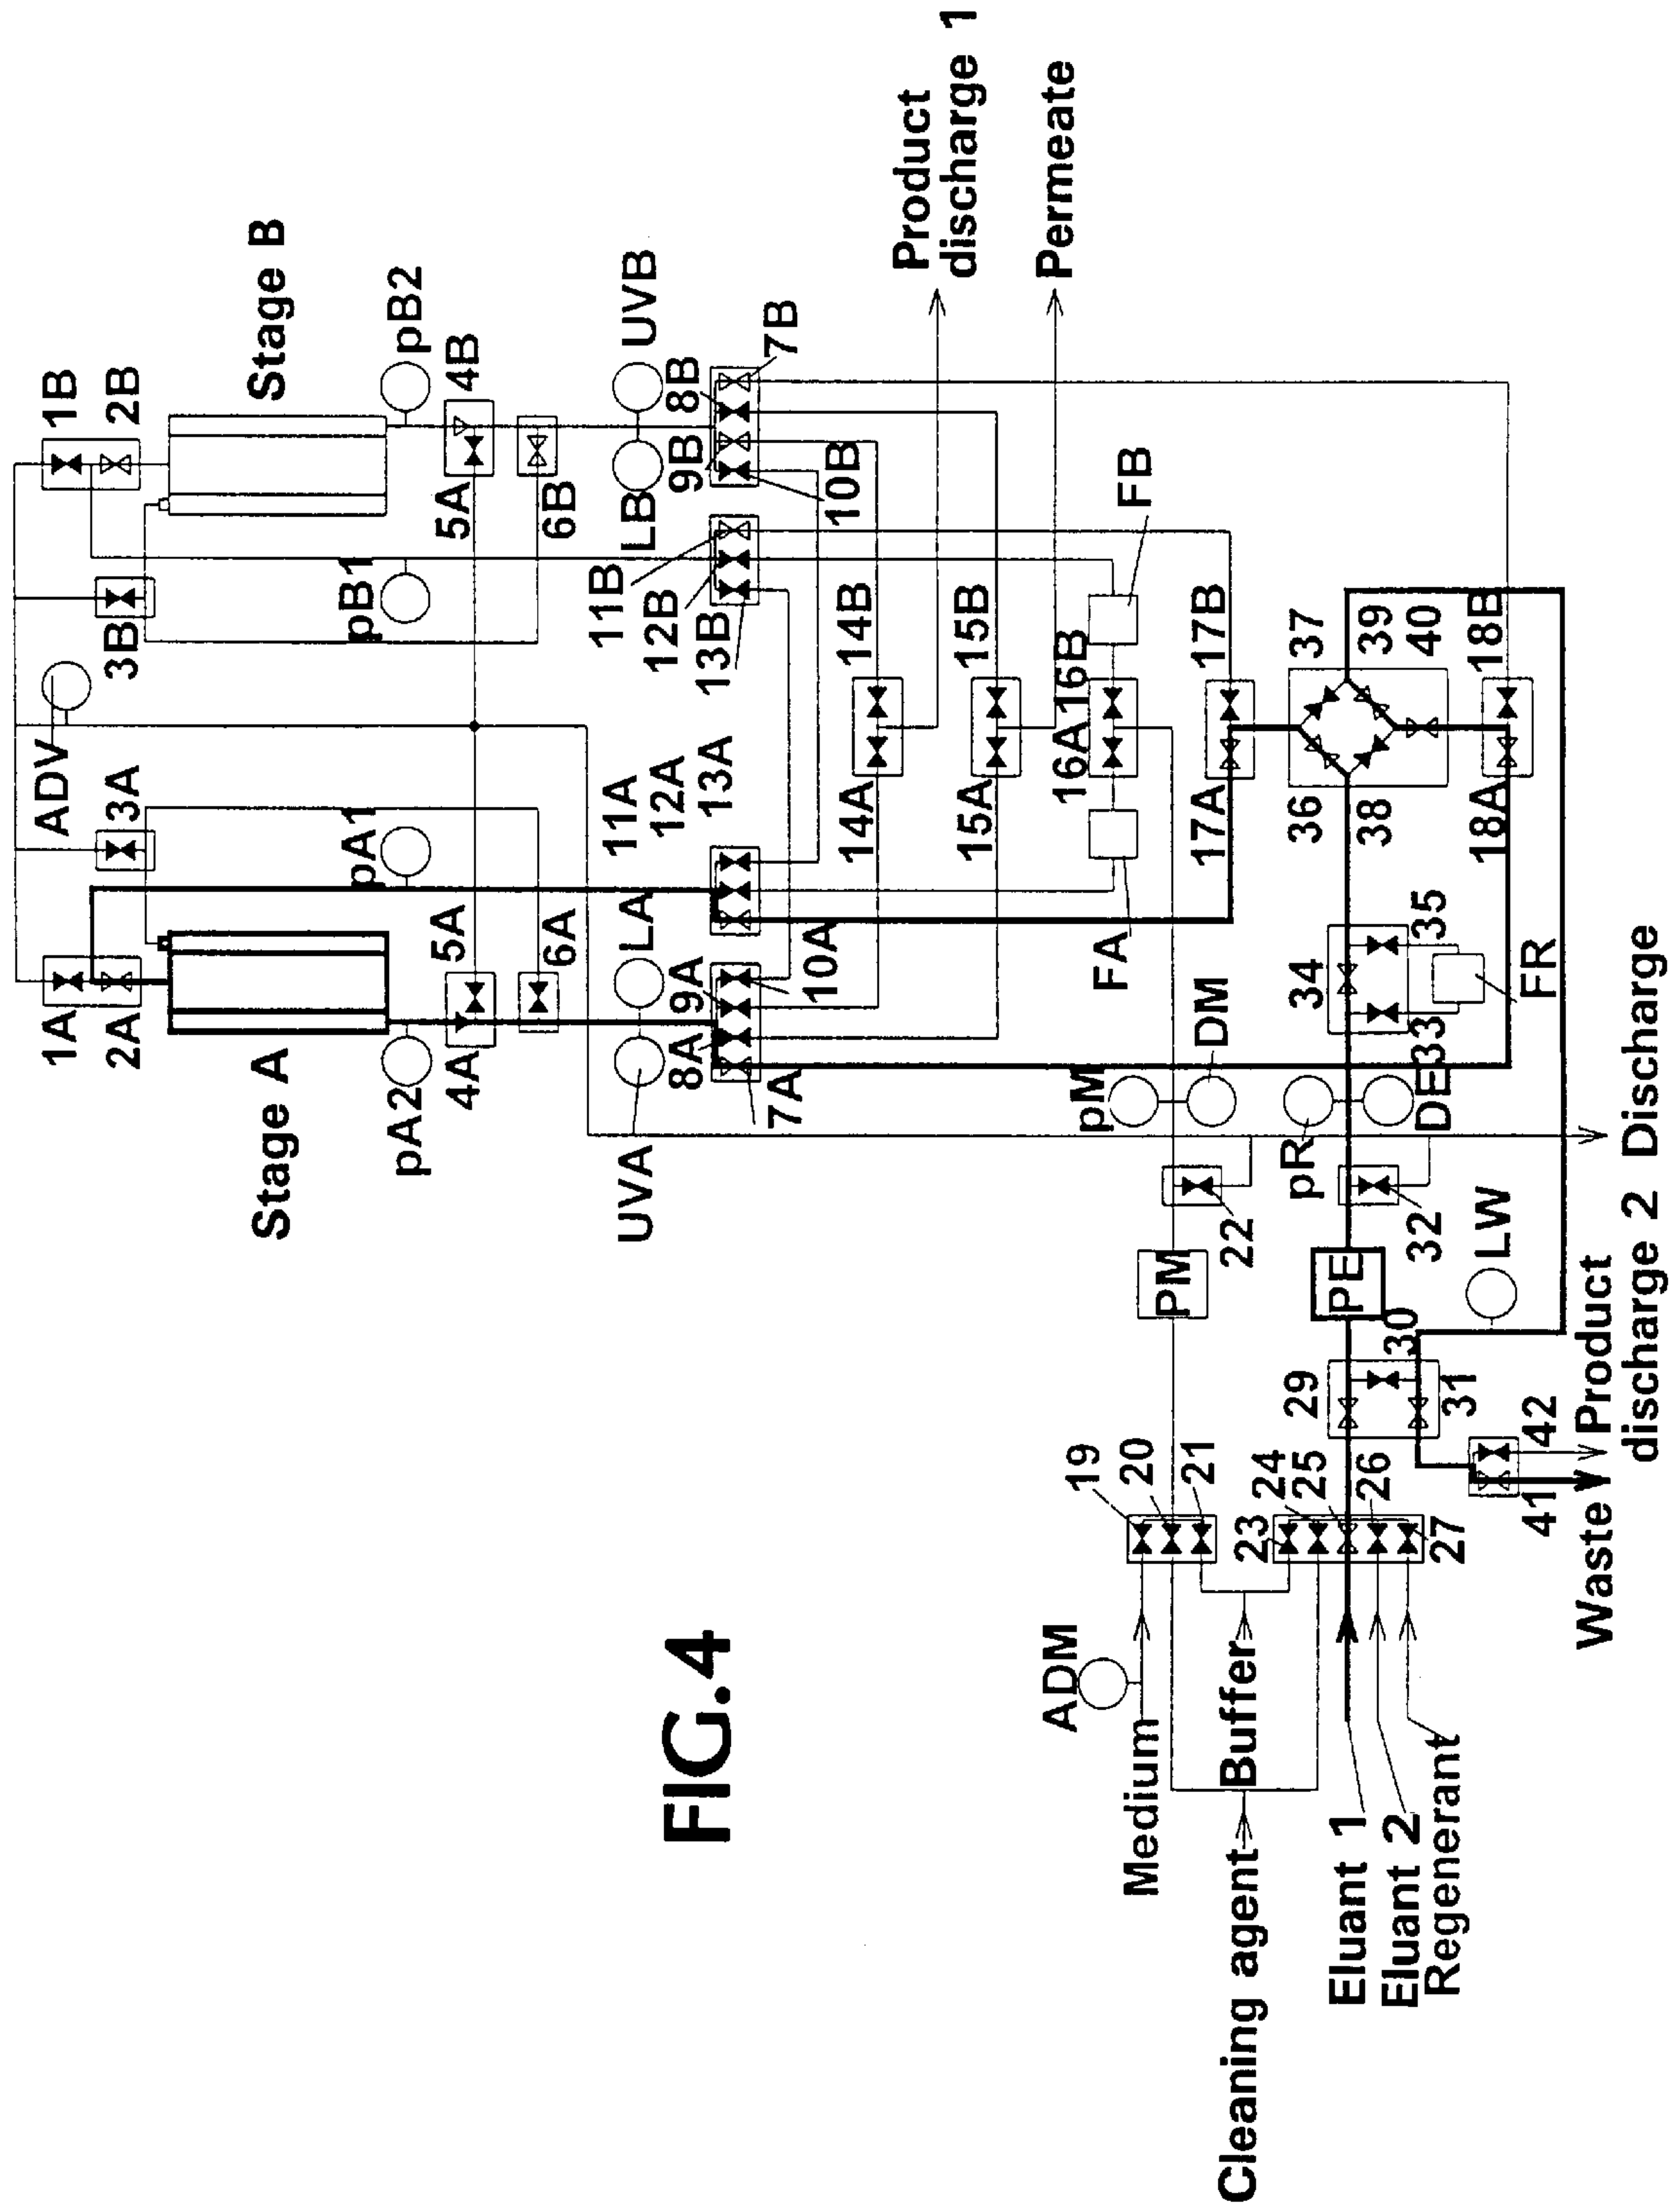 FIG.4
1B
2B
Stage B
3B
pB1
pB2
4B
5A
6B
UVB
LB
8B
7B
9B
10B
11B
12B
13B
ADV
3A
pA1
1A
2A
Stage A
pA2
4A
5A
6A
UVA
LA
8A
9A
7A
10A
11A
12A
13A
14A
14B
15A
15B
16A
16B
17A
17B
18A
18B
FA
FB
Product
discharge 1
Permeate
36
37
38
39
40
34
33
35
FR
pM
DM
pR
DE
PM
22
PE
32
LW
29
30
31
41
42
19
20
21
23
24
25
26
27
ADM
Medium
Buffer
Cleaning agent
Eluant 1
Eluant 2
Regenerant
Waste
Product
discharge 2
Discharge